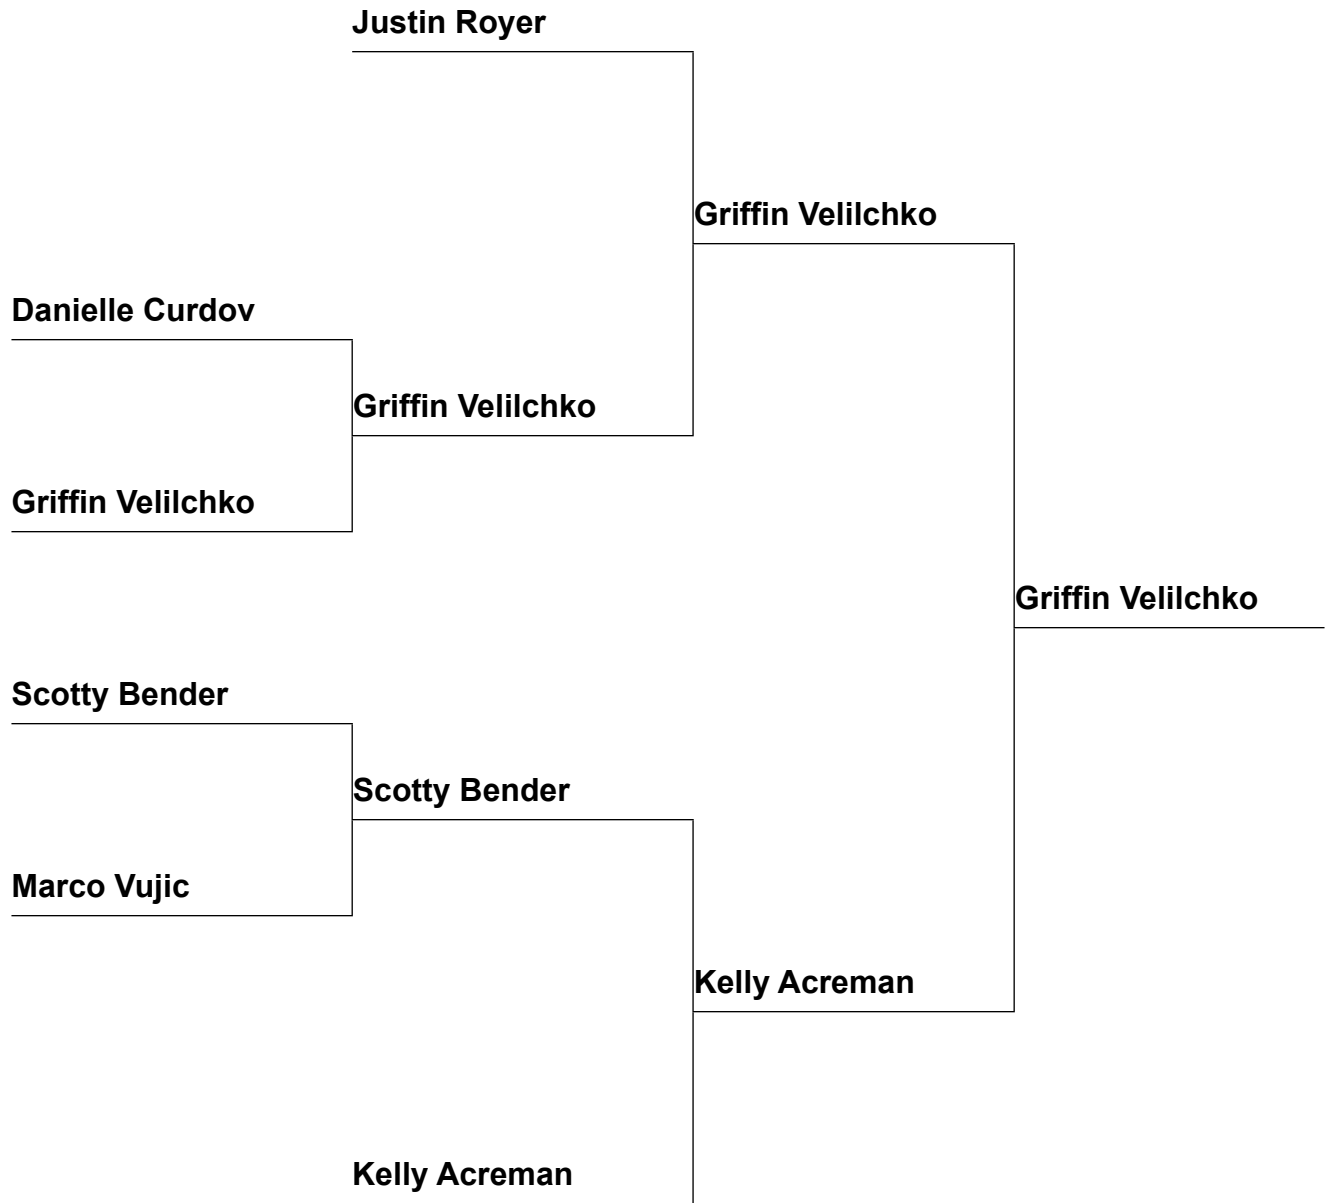 Justin Royer
Griffin Velilchko
Danielle Curdov
Griffin Velilchko
Griffin Velilchko
Griffin Velilchko
Scotty Bender
Scotty Bender
Marco Vujic
Kelly Acreman
Kelly Acreman